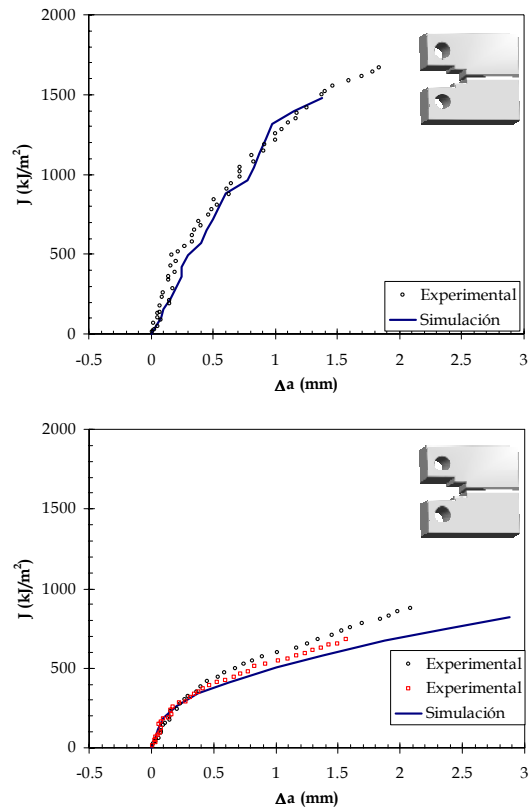 2000
1500
1000
500
0
J (kJ/m²)
-0.5 0 0.5 1 1.5 2 2.5 3
Δa (mm)
Experimental
Simulación
2000
1500
1000
500
0
J (kJ/m²)
-0.5 0 0.5 1 1.5 2 2.5 3
Δa (mm)
Experimental
Experimental
Simulación